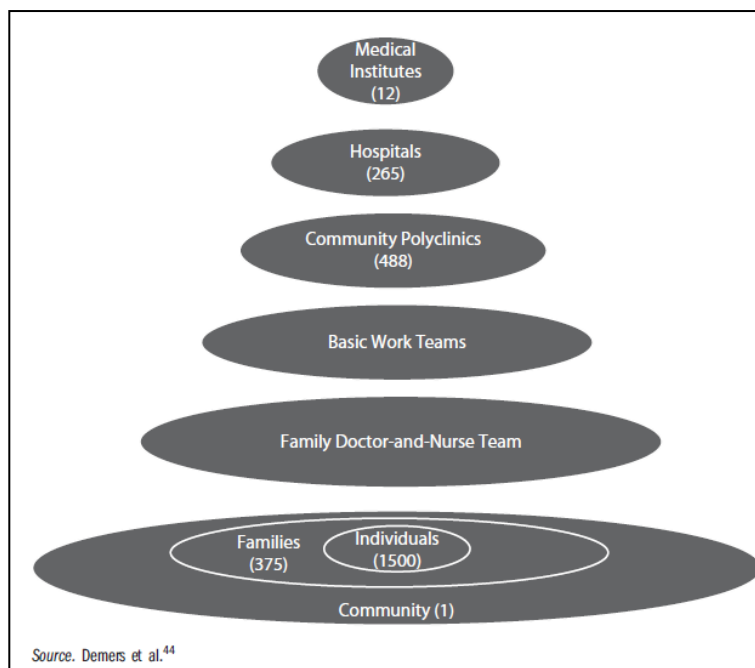 Medical
Institutes
(12)
Hospitals
(265)
Community Polyclinics
(488)
Basic Work Teams
Family Doctor-and-Nurse Team
Individuals
(1500)
Families
(375)
Community (1)
Source. Demers et al.44